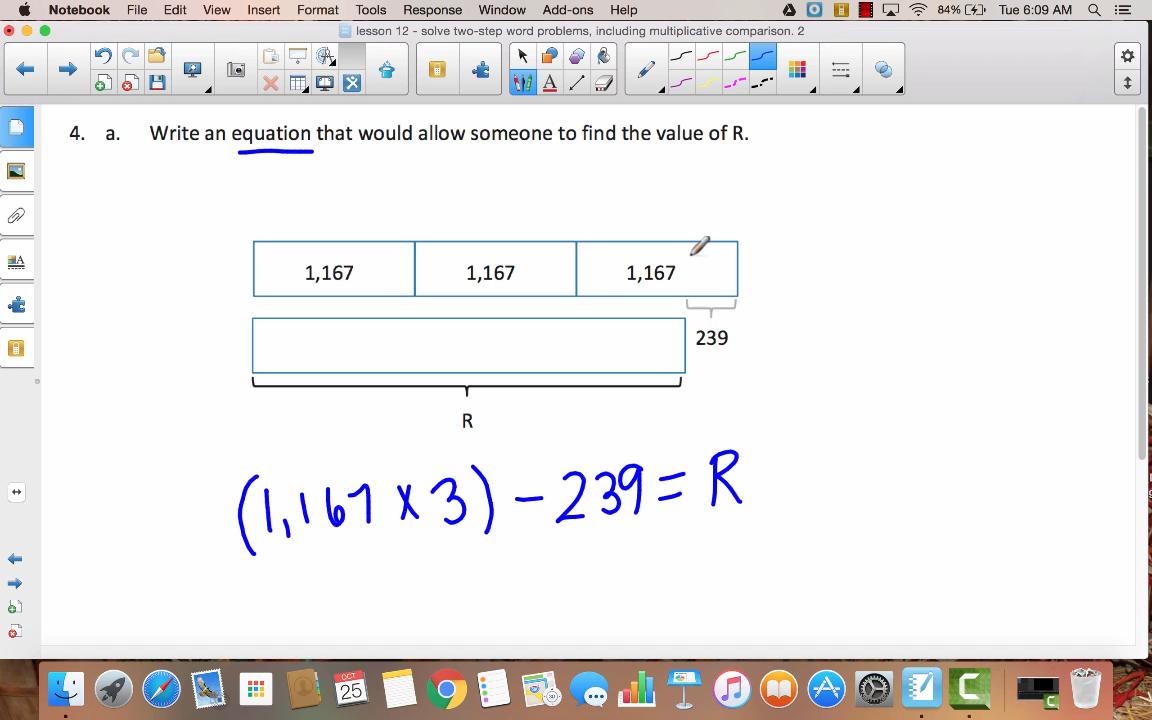 Notebook File Edit View Insert Format Tools Response Window Add-ons Help 84% Tue 6:09 AM
lesson 12 - solve two-step word problems, including multiplicative comparison. 2
4. a. Write an equation that would allow someone to find the value of R.
1,167 1,167 1,167
239
R
(1,167 × 3) - 239 = R
OCT
25